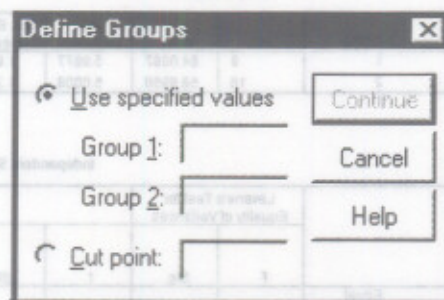 Define Groups
Use specified values
Continue
Group 1:
Cancel
Group 2:
Help
Cut point: